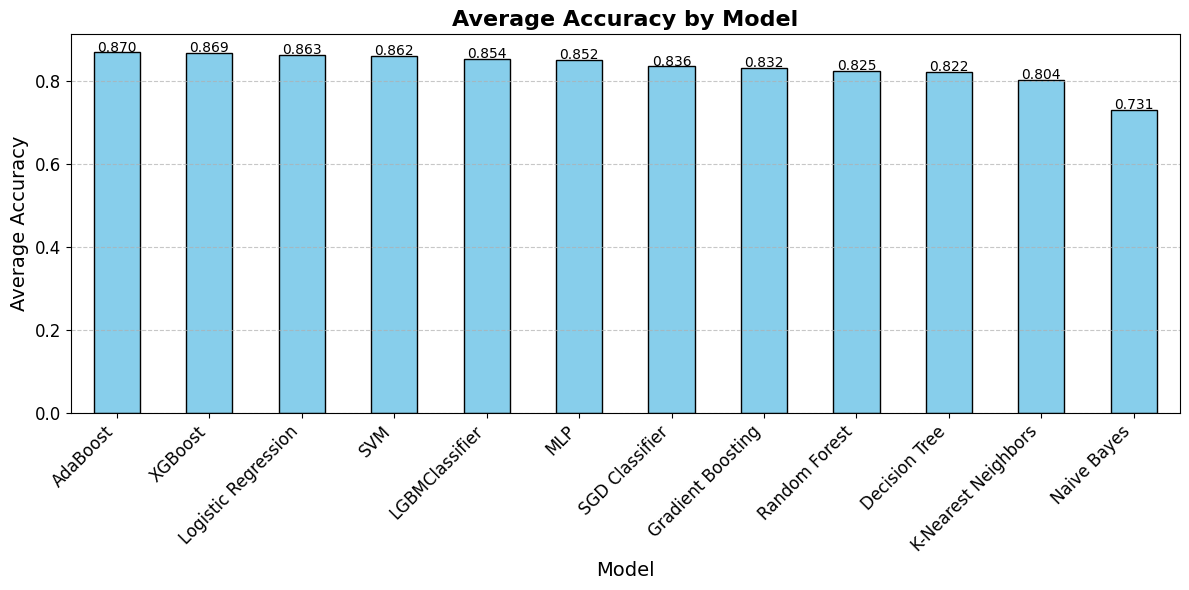 Average Accuracy by Model
0.870 0.869 0.863 0.862 0.854 0.852 0.836 0.832 0.825 0.822 0.804 0.731
Average Accuracy
0.8
0.6
0.4
0.2
0.0
AdaBoost
XGBoost
Logistic Regression
SVM
LGBMClassifier
MLP
SGD Classifier
Gradient Boosting
Random Forest
Decision Tree
K-Nearest Neighbors
Naive Bayes
Model